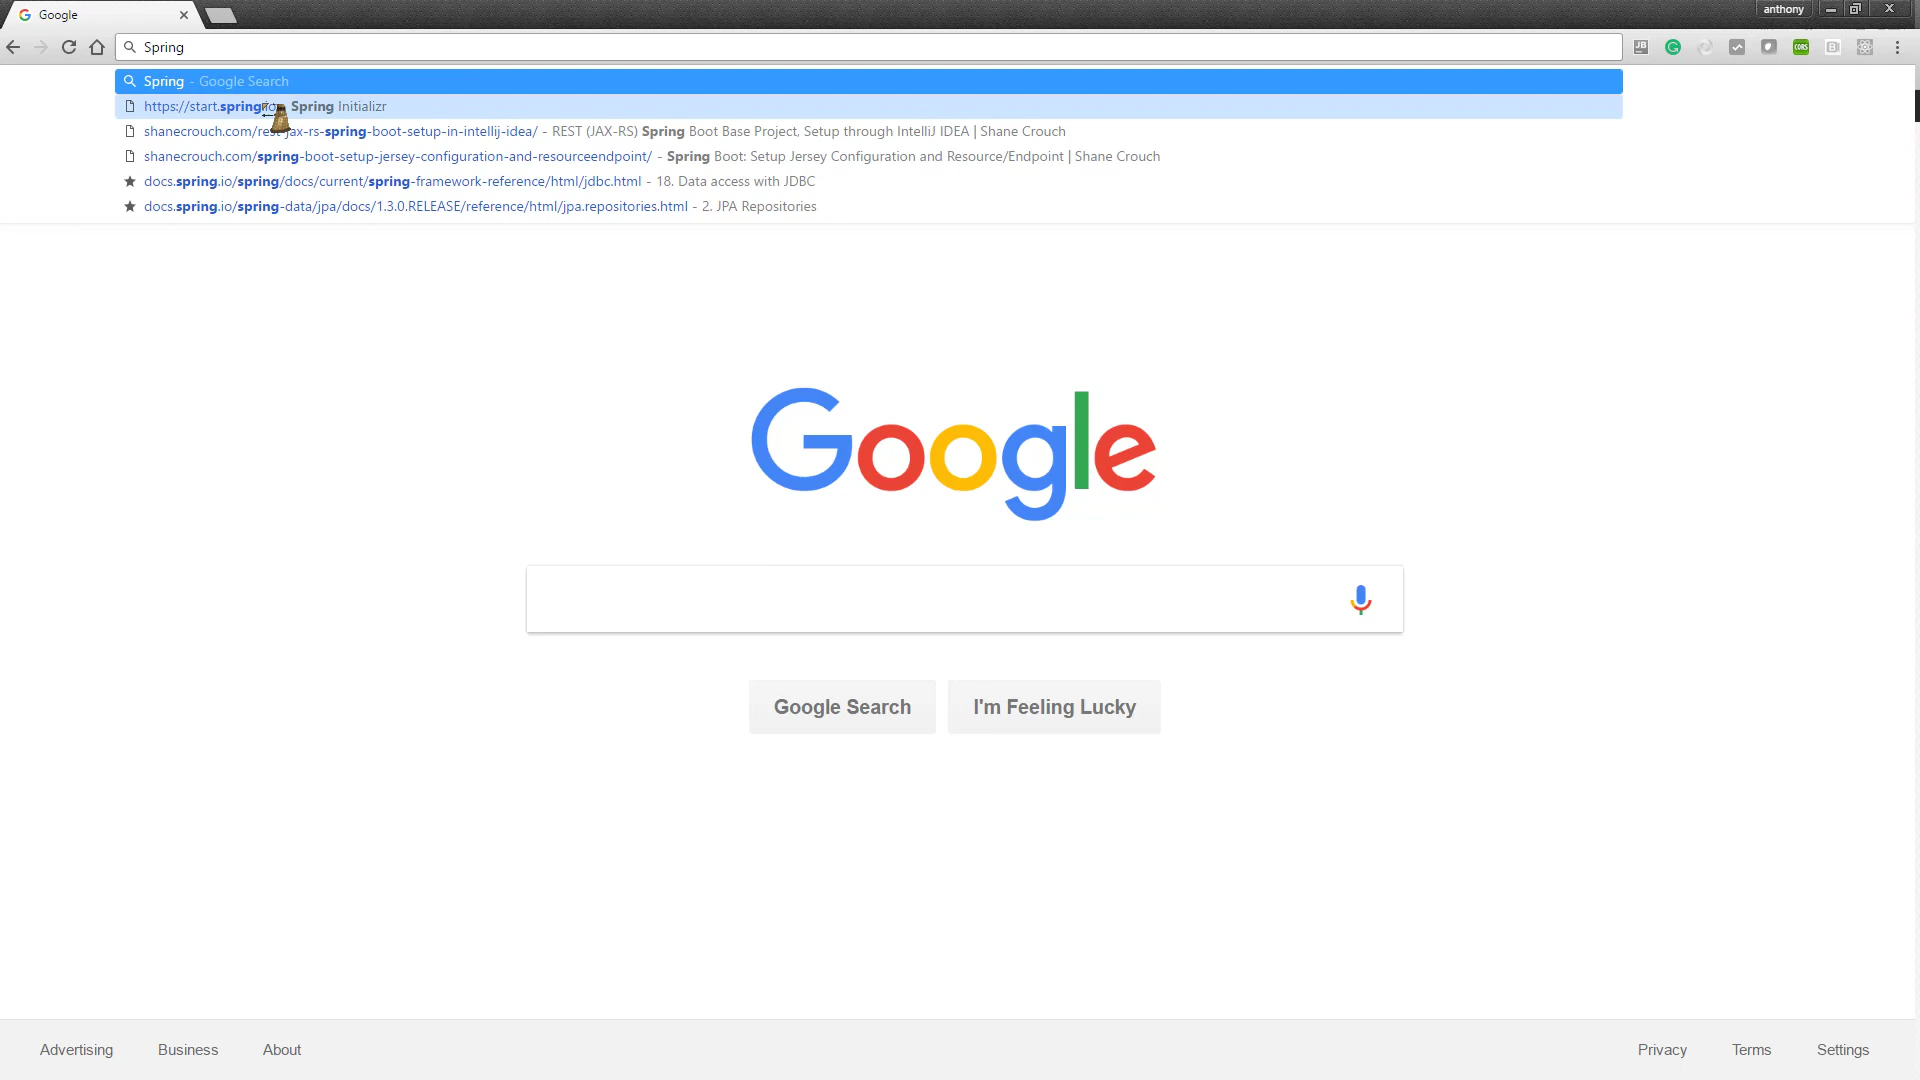 Google
anthony
Spring
JB
CORS
B
Spring - Google Search
https://start.spring Spring Initializr
shanecrouch.com/rest-jax-rs-spring-boot-setup-in-intellij-idea/ - REST (JAX-RS) Spring Boot Base Project, Setup through IntelliJ IDEA | Shane Crouch
shanecrouch.com/spring-boot-setup-jersey-configuration-and-resourceendpoint/ - Spring Boot: Setup Jersey Configuration and Resource/Endpoint | Shane Crouch
docs.spring.io/spring/docs/current/spring-framework-reference/html/jdbc.html - 18. Data access with JDBC
docs.spring.io/spring-data/jpa/docs/1.3.0.RELEASE/reference/html/jpa.repositories.html - 2. JPA Repositories
Google
Google Search
I'm Feeling Lucky
Advertising
Business
About
Privacy
Terms
Settings